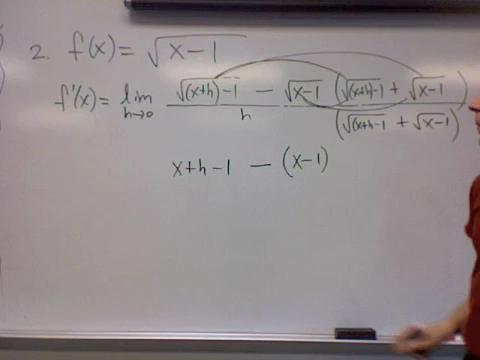 2. f(x) = √(x-1)
f'(x) = lim h→0 (√((x+h)-1) - √(x-1))/h (√((x+h)-1) + √(x-1))/(√((x+h)-1) + √(x-1))
x+h-1 - (x-1)